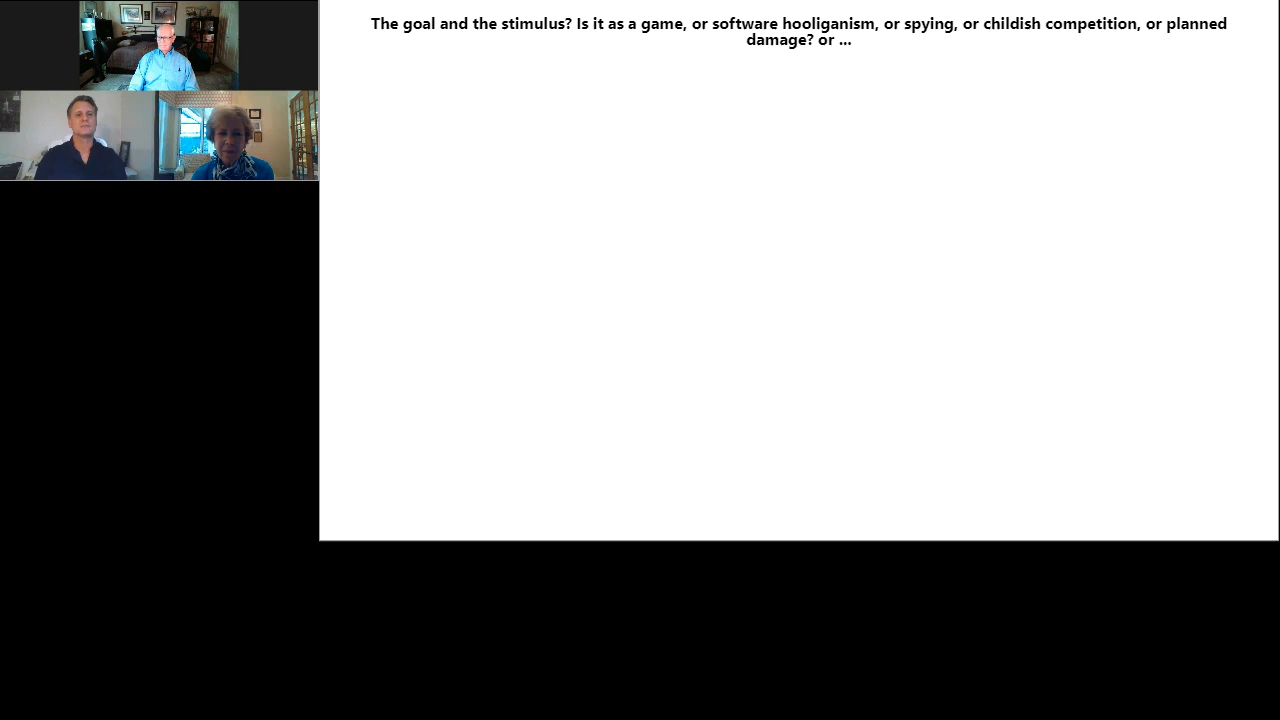 The goal and the stimulus? Is it as a game, or software hooliganism, or spying, or childish competition, or planned
damage? or ...